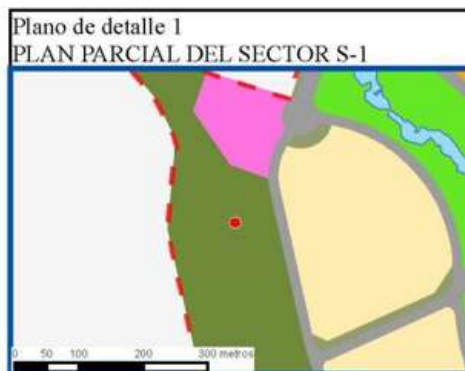 Plano de detalle 1
PLAN PARCIAL DEL SECTOR S-1
0 50 100 200 300 metros